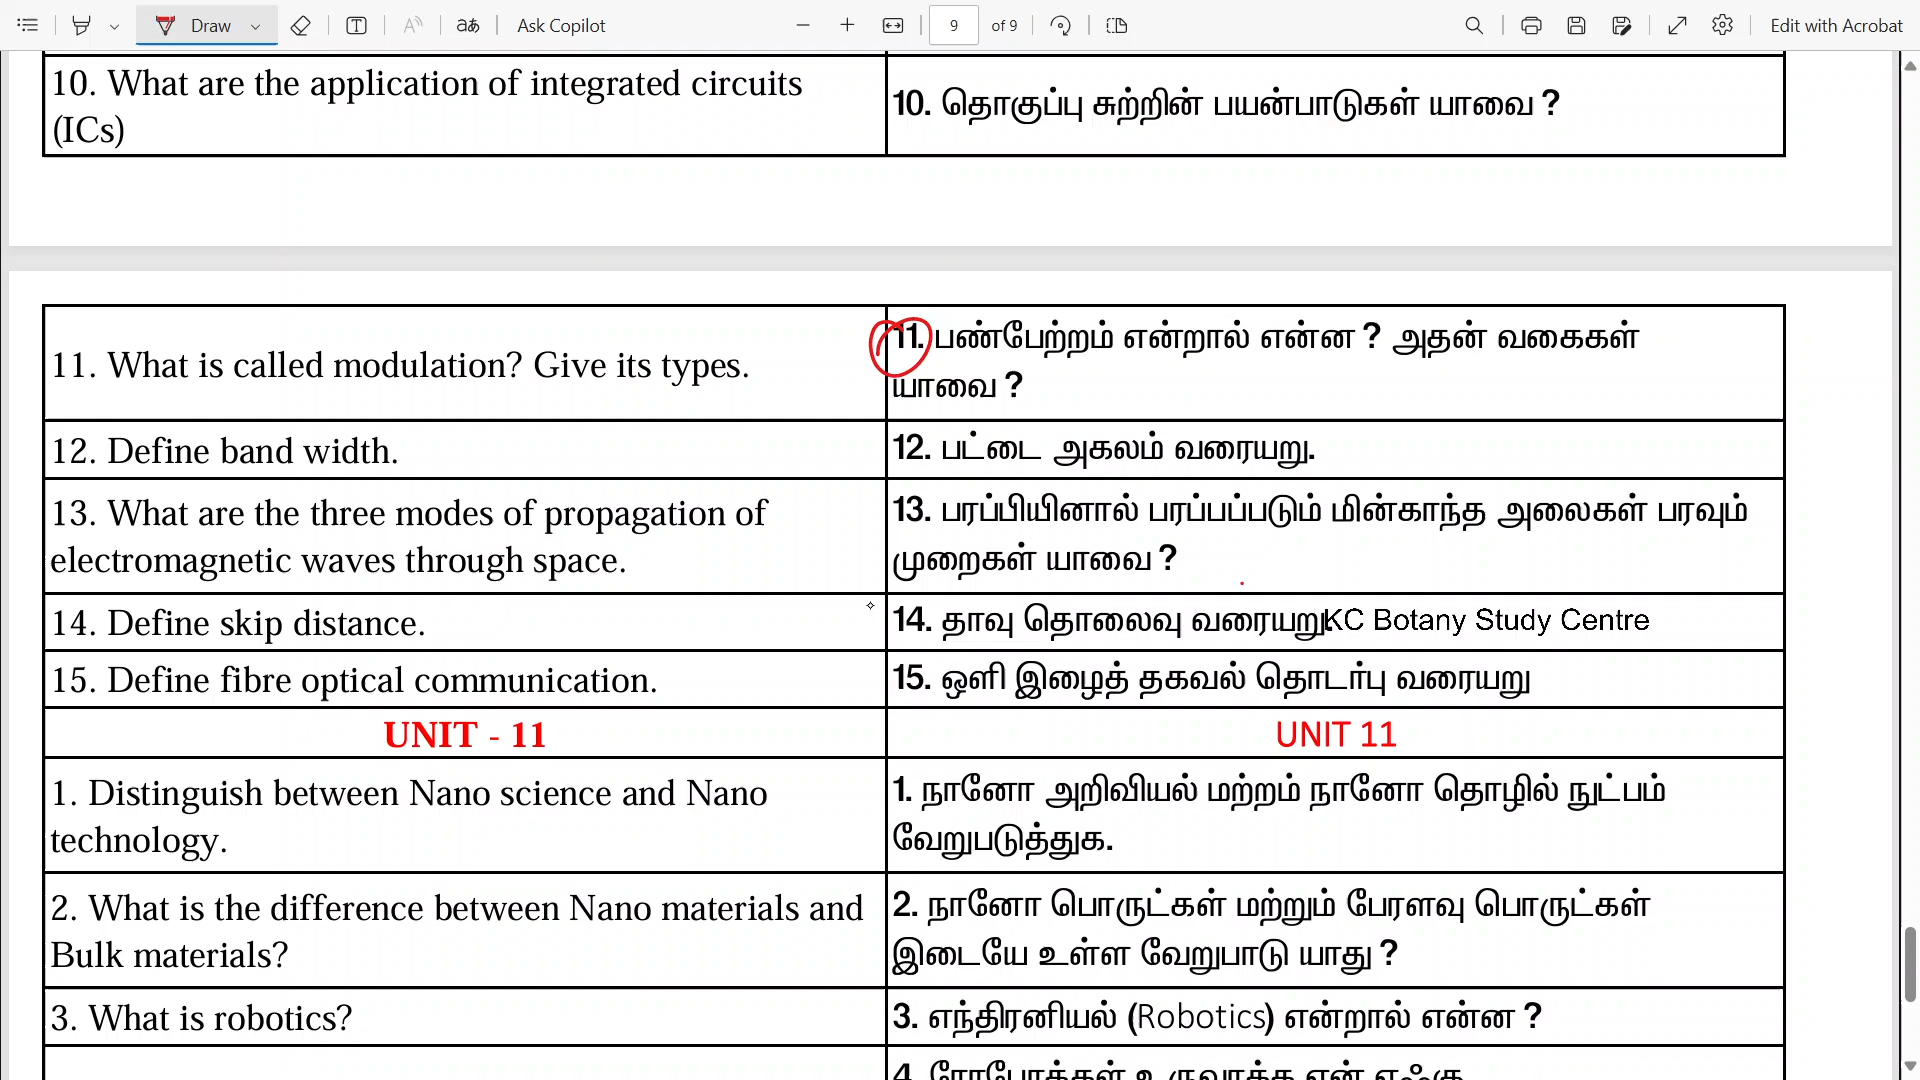 Draw
Ask Copilot
9 of 9
Edit with Acrobat
10. What are the application of integrated circuits
(ICs)
10. தொகுப்பு சுற்றின் பயன்பாடுகள் யாவை ?
11. What is called modulation? Give its types.
11. பண்பேற்றம் என்றால் என்ன ? அதன் வகைகள்
யாவை ?
12. Define band width.
12. பட்டை அகலம் வரையறு.
13. What are the three modes of propagation of
electromagnetic waves through space.
13. பரப்பியினால் பரப்பப்படும் மின்காந்த அலைகள் பரவும்
முறைகள் யாவை ?
14. Define skip distance.
14. தாவு தொலைவு வரையறு.
KC Botany Study Centre
15. Define fibre optical communication.
15. ஒளி இழைத் தகவல் தொடர்பு வரையறு
UNIT - 11
UNIT 11
1. Distinguish between Nano science and Nano
technology.
1. நானோ அறிவியல் மற்றம் நானோ தொழில் நுட்பம்
வேறுபடுத்துக.
2. What is the difference between Nano materials and
Bulk materials?
2. நானோ பொருட்கள் மற்றும் பேரளவு பொருட்கள்
இடையே உள்ள வேறுபாடு யாது ?
3. What is robotics?
3. எந்திரனியல் (Robotics) என்றால் என்ன ?
4. ரோபோக்கள் உருவாக்க ஏன் எஃகு